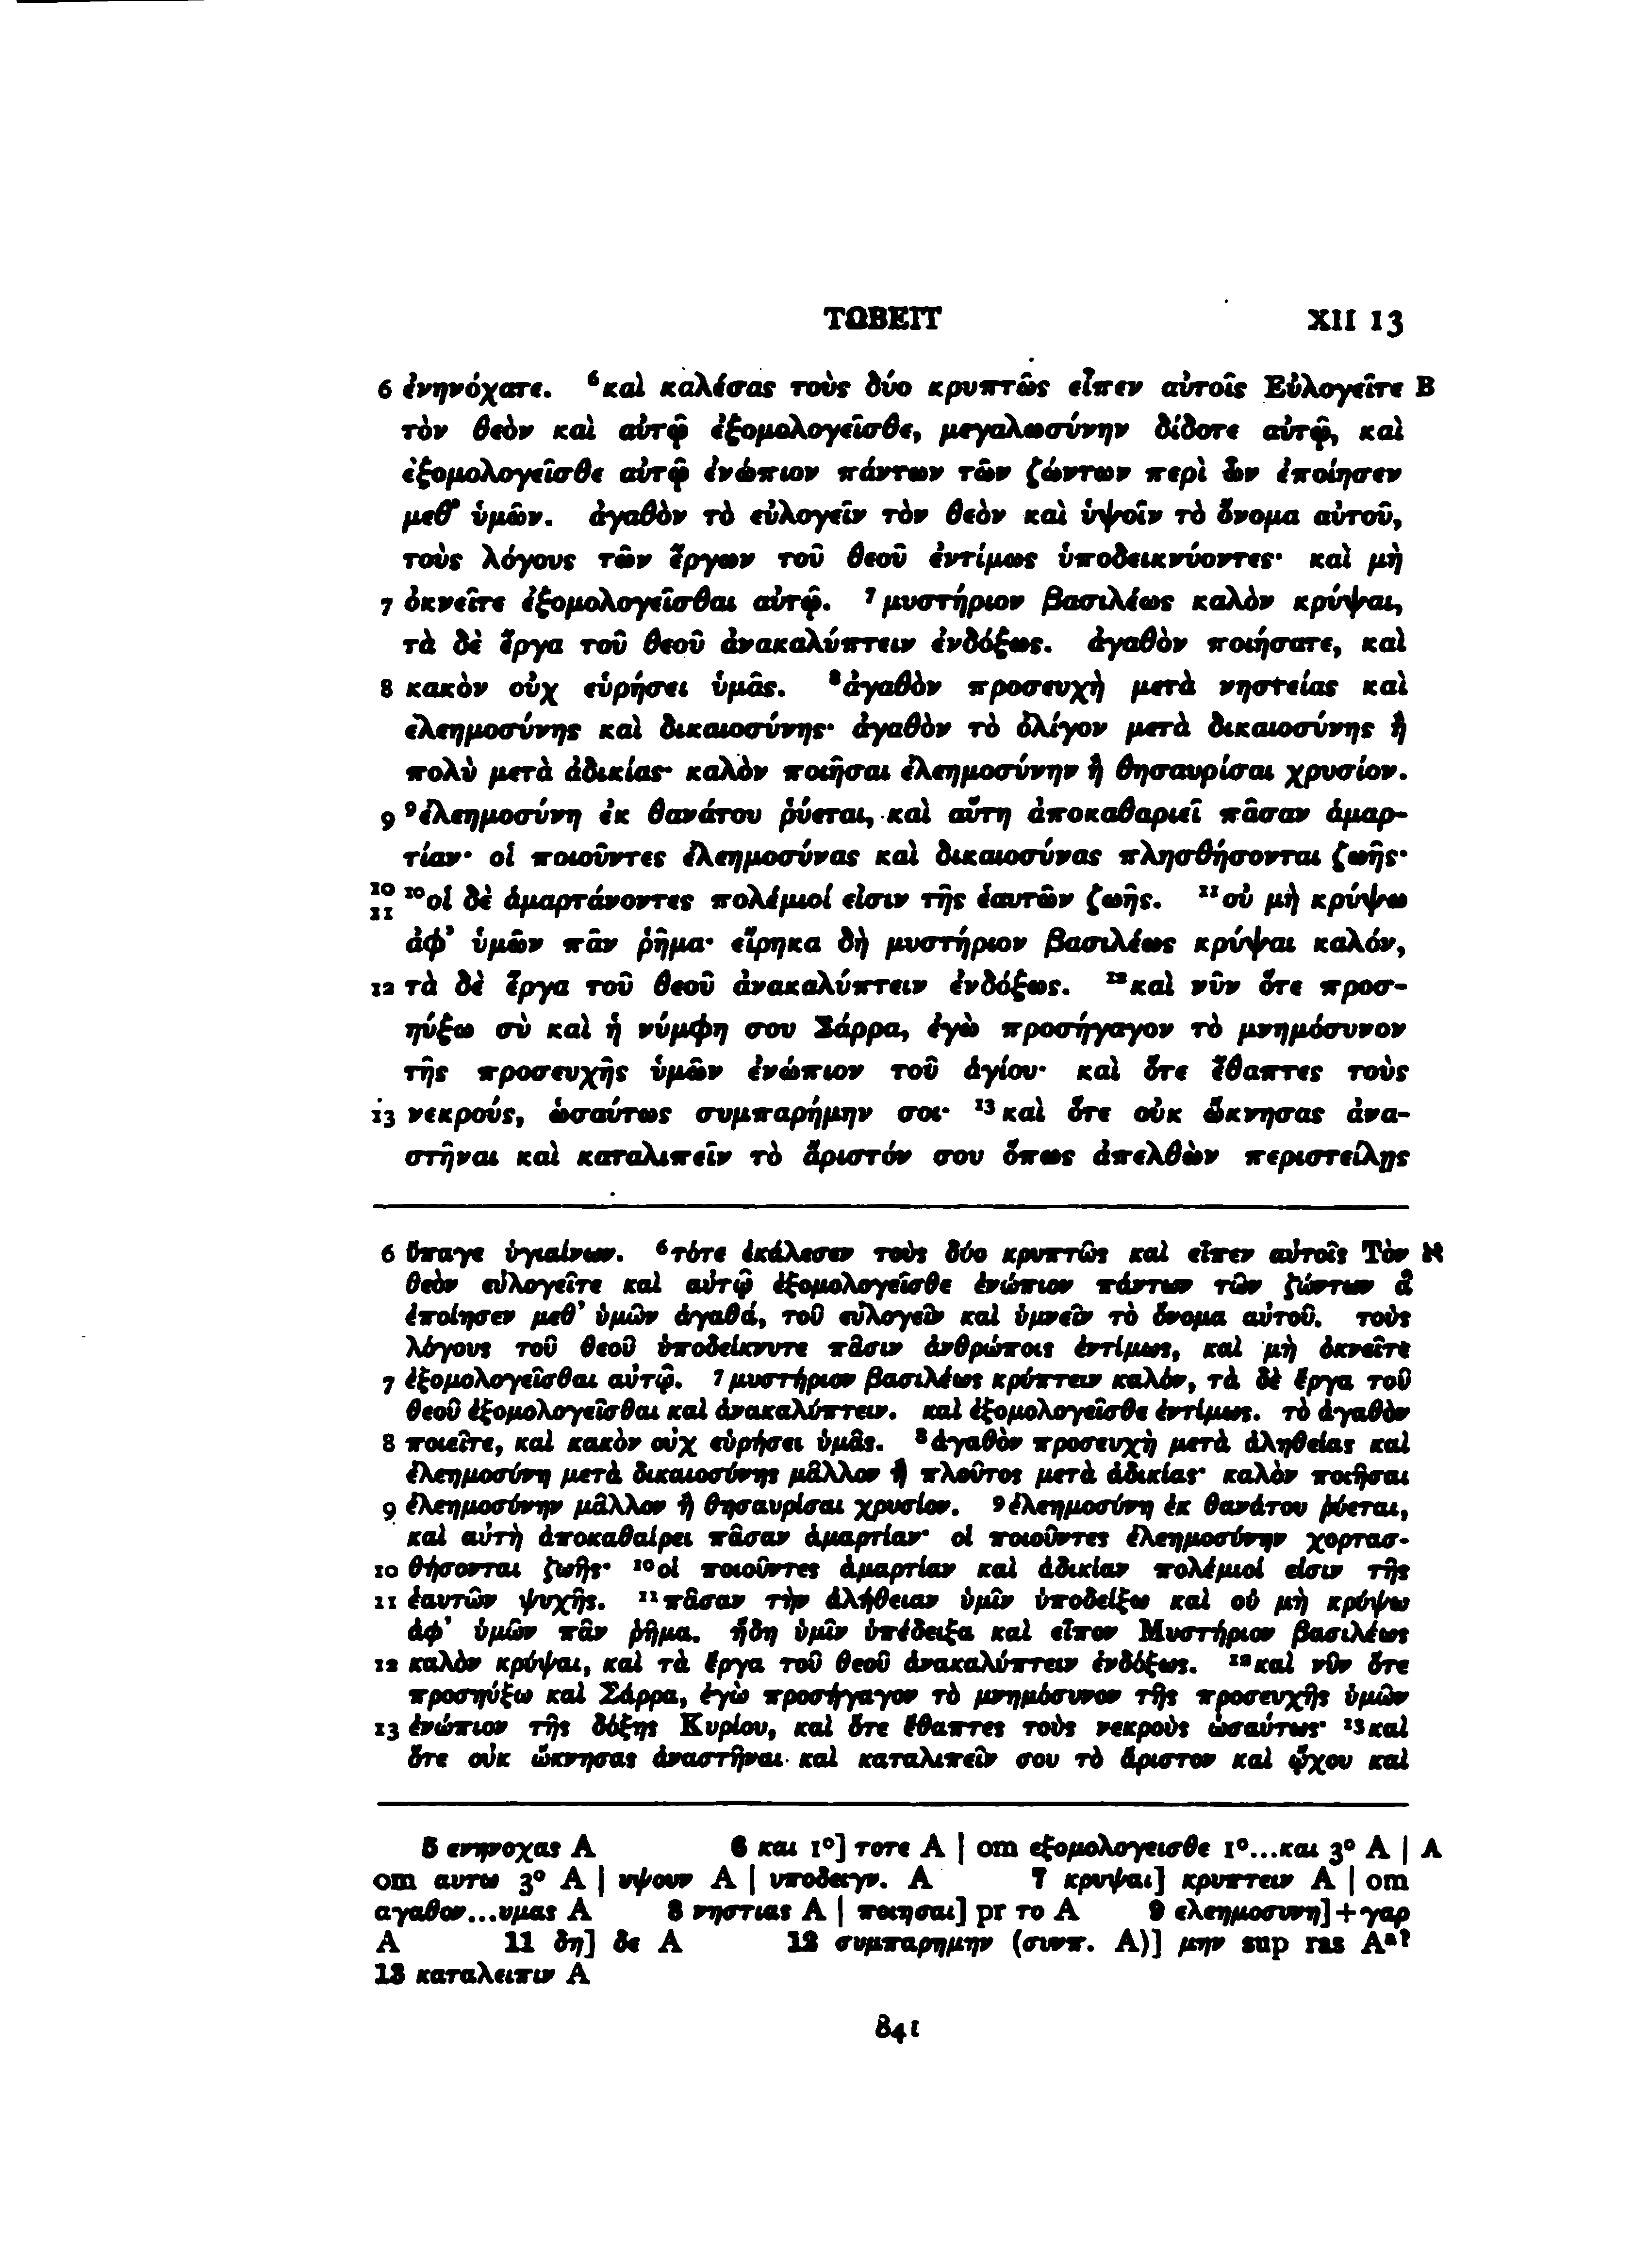 ΤΩΒΕΙΤ XII 13
6 ἐνηνόχατε. ⁶καὶ καλέσας τοὺς δύο κρυπτῶς εἶπεν αὐτοῖς Εὐλογεῖτε B
τὸν θεὸν καὶ αὐτῷ ἐξομολογεῖσθε, μεγαλωσύνην δίδοτε αὐτῷ, καὶ
ἐξομολογεῖσθε αὐτῷ ἐνώπιον πάντων τῶν ζώντων περὶ ὧν ἐποίησεν
μεθ’ ὑμῶν. ἀγαθὸν τὸ εὐλογεῖν τὸν θεὸν καὶ ὑψοῖν τὸ ὄνομα αὐτοῦ,
τοὺς λόγους τῶν ἔργων τοῦ θεοῦ ἐντίμως ὑποδεικνύοντες· καὶ μὴ
7 ὀκνεῖτε ἐξομολογεῖσθαι αὐτῷ. ⁷μυστήριον βασιλέως καλὸν κρύψαι,
τὰ δὲ ἔργα τοῦ θεοῦ ἀνακαλύπτειν ἐνδόξως. ἀγαθὸν ποιήσατε, καὶ
8 κακὸν οὐχ εὑρήσει ὑμᾶς. ⁸ἀγαθὸν προσευχὴ μετὰ νηστείας καὶ
ἐλεημοσύνης καὶ δικαιοσύνης· ἀγαθὸν τὸ ὀλίγον μετὰ δικαιοσύνης ἢ
πολὺ μετὰ ἀδικίας· καλὸν ποιῆσαι ἐλεημοσύνην ἢ θησαυρίσαι χρυσίον.
9 ⁹ἐλεημοσύνη ἐκ θανάτου ῥύεται, καὶ αὕτη ἀποκαθαριεῖ πᾶσαν ἁμαρ-
τίαν· οἱ ποιοῦντες ἐλεημοσύνας καὶ δικαιοσύνας πλησθήσονται ζωῆς·
10 11 ¹⁰οἱ δὲ ἁμαρτάνοντες πολέμιοί εἰσιν τῆς ἑαυτῶν ζωῆς. ¹¹οὐ μὴ κρύψω
ἀφ’ ὑμῶν πᾶν ῥῆμα· εἴρηκα δὴ μυστήριον βασιλέως κρύψαι καλόν,
12 τὰ δὲ ἔργα τοῦ θεοῦ ἀνακαλύπτειν ἐνδόξως. ¹²καὶ νῦν ὅτε προσ-
ηύξω σὺ καὶ ἡ νύμφη σου Σάρρα, ἐγὼ προσήγαγον τὸ μνημόσυνον
τῆς προσευχῆς ὑμῶν ἐνώπιον τοῦ ἁγίου· καὶ ὅτε ἔθαπτες τοὺς
13 νεκρούς, ὡσαύτως συμπαρήμην σοι· ¹³καὶ ὅτε οὐκ ὤκνησας ἀνα-
στῆναι καὶ καταλιπεῖν τὸ ἄριστόν σου ὅπως ἀπελθὼν περιστείλῃς
6 ὕπαγε ὑγιαίνων. ⁶τότε ἐκάλεσεν τοὺς δύο κρυπτῶς καὶ εἶπεν αὐτοῖς Τὸν א
θεὸν εὐλογεῖτε καὶ αὐτῷ ἐξομολογεῖσθε ἐνώπιον πάντων τῶν ζώντων ἃ
ἐποίησεν μεθ’ ὑμῶν ἀγαθά, τοῦ εὐλογεῖν καὶ ὑμνεῖν τὸ ὄνομα αὐτοῦ. τοὺς
λόγους τοῦ θεοῦ ὑποδείκνυτε πᾶσιν ἀνθρώποις ἐντίμως, καὶ μὴ ὀκνεῖτε
7 ἐξομολογεῖσθαι αὐτῷ. ⁷μυστήριον βασιλέως κρύπτειν καλόν, τὰ δὲ ἔργα τοῦ
θεοῦ ἐξομολογεῖσθαι καὶ ἀνακαλύπτειν. καὶ ἐξομολογεῖσθε ἐντίμως. τὸ ἀγαθὸν
8 ποιεῖτε, καὶ κακὸν οὐχ εὑρήσει ὑμᾶς. ⁸ἀγαθὸν προσευχὴ μετὰ ἀληθείας καὶ
ἐλεημοσύνη μετὰ δικαιοσύνης μᾶλλον ἢ πλοῦτος μετὰ ἀδικίας· καλὸν ποιῆσαι
9 ἐλεημοσύνην μᾶλλον ἢ θησαυρίσαι χρυσίον. ⁹ἐλεημοσύνη ἐκ θανάτου ῥύεται,
καὶ αὐτὴ ἀποκαθαίρει πᾶσαν ἁμαρτίαν· οἱ ποιοῦντες ἐλεημοσύνην χορτασ-
10 θήσονται ζωῆς· ¹⁰οἱ ποιοῦντες ἁμαρτίαν καὶ ἀδικίαν πολέμιοί εἰσιν τῆς
11 ἑαυτῶν ψυχῆς. ¹¹πᾶσαν τὴν ἀλήθειαν ὑμῖν ὑποδείξω καὶ οὐ μὴ κρύψω
ἀφ’ ὑμῶν πᾶν ῥῆμα. ἤδη ὑμῖν ὑπέδειξα καὶ εἶπον Μυστήριον βασιλέως
12 καλὸν κρύψαι, καὶ τὰ ἔργα τοῦ θεοῦ ἀνακαλύπτειν ἐνδόξως. ¹²καὶ νῦν ὅτε
προσηύξω καὶ Σάρρα, ἐγὼ προσήγαγον τὸ μνημόσυνον τῆς προσευχῆς ὑμῶν
13 ἐνώπιον τῆς δόξης Κυρίου, καὶ ὅτε ἔθαπτες τοὺς νεκροὺς ὡσαύτως· ¹³καὶ
ὅτε οὐκ ὤκνησας ἀναστῆναι καὶ καταλιπεῖν σου τὸ ἄριστον καὶ ᾤχου καὶ
5 ενηνοχας A 6 και 1°] τοτε A | om εξομολογεισθε 1°...και 3° A | A
om αυτω 3° A | υψουν A | υποδειγν. A 7 κρυψαι] κρυπτειν A | om
αγαθον...υμας A 8 νηστιας A | ποιησαι] pr το A 9 ελεημοσυνη]+γαρ
A 11 δη] δε A 12 συμπαρημην (συνπ. A)] μην sup ras Aᵃ?
13 καταλειπιν A
841